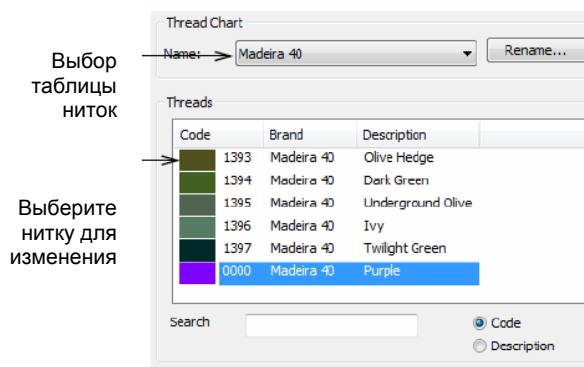 Thread Chart
Выбор таблицы ниток
Name:
Madeira 40
Rename...
Threads
Code Brand Description
1393 Madeira 40 Olive Hedge
1394 Madeira 40 Dark Green
1395 Madeira 40 Underground Olive
1396 Madeira 40 Ivy
1397 Madeira 40 Twilight Green
0000 Madeira 40 Purple
Выберите
нитку для
изменения
Search
Code
Description